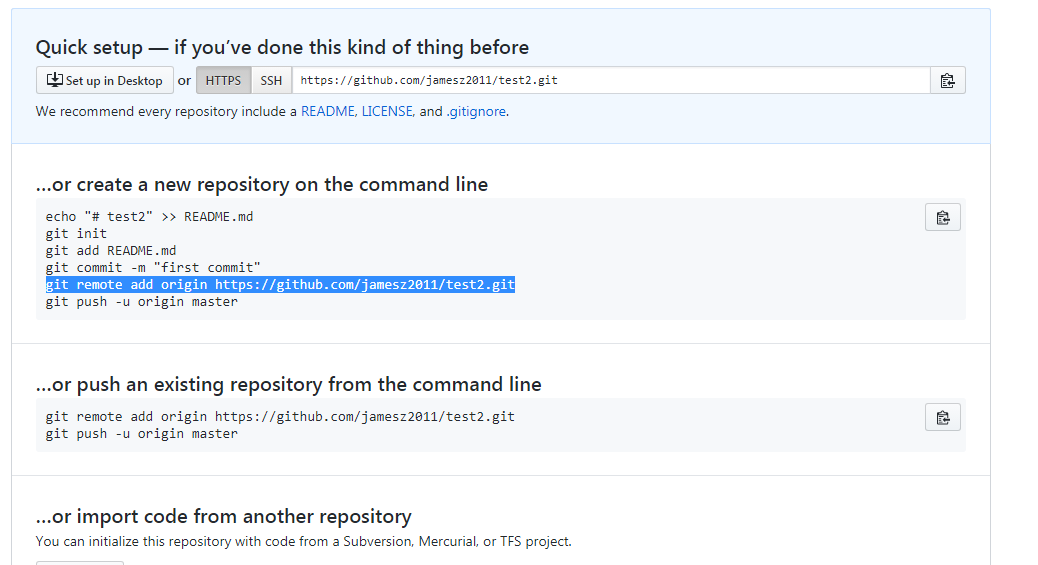 Quick setup — if you’ve done this kind of thing before
Set up in Desktop or HTTPS SSH https://github.com/jamesz2011/test2.git
We recommend every repository include a README, LICENSE, and .gitignore.
…or create a new repository on the command line
echo "# test2" >> README.md
git init
git add README.md
git commit -m "first commit"
git remote add origin https://github.com/jamesz2011/test2.git
git push -u origin master
…or push an existing repository from the command line
git remote add origin https://github.com/jamesz2011/test2.git
git push -u origin master
…or import code from another repository
You can initialize this repository with code from a Subversion, Mercurial, or TFS project.